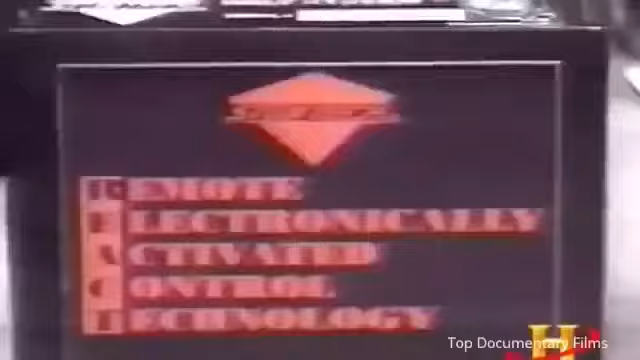 REMOTE
ELECTRONICALLY
ACTIVATED
CONTROL
TECHNOLOGY
Top Documentary Films
H